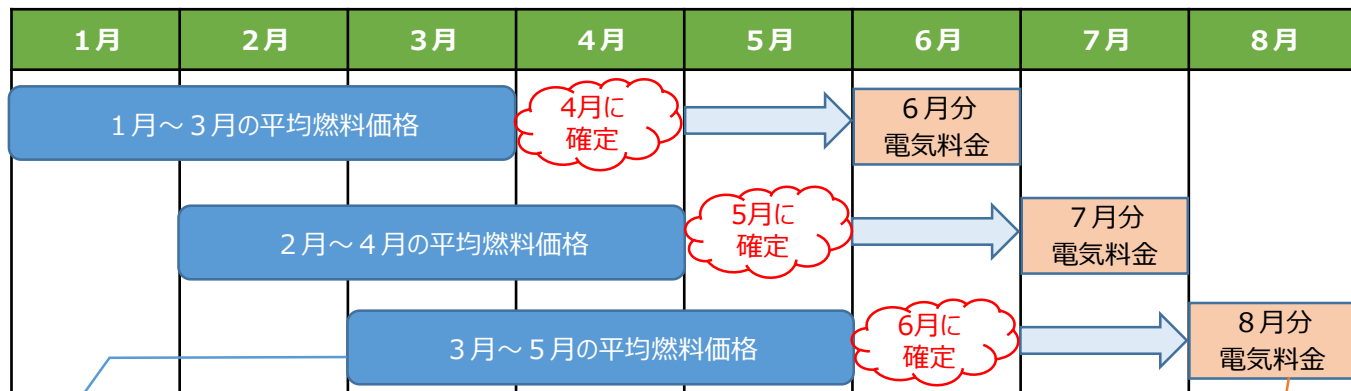 1月 2月 3月 4月 5月 6月 7月 8月
1月～3月の平均燃料価格
4月に
確定
6月分
電気料金
2月～4月の平均燃料価格
5月に
確定
7月分
電気料金
3月～5月の平均燃料価格
6月に
確定
8月分
電気料金